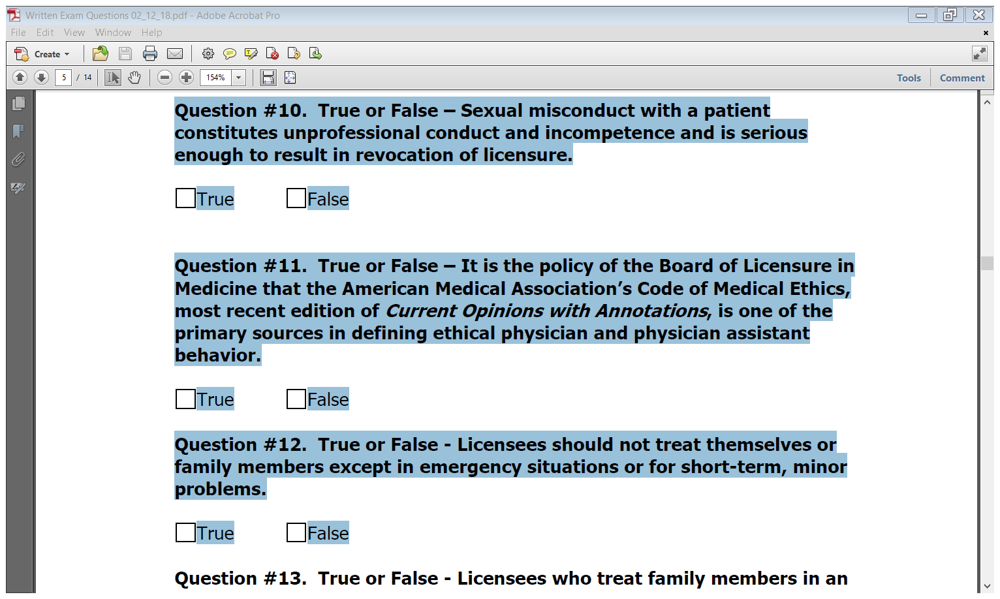 Written Exam Questions 02_12_18.pdf - Adobe Acrobat Pro
File Edit View Window Help
Create
5 / 14 154% Tools Comment
Question #10. True or False – Sexual misconduct with a patient
constitutes unprofessional conduct and incompetence and is serious
enough to result in revocation of licensure.
True False
Question #11. True or False – It is the policy of the Board of Licensure in
Medicine that the American Medical Association’s Code of Medical Ethics,
most recent edition of Current Opinions with Annotations, is one of the
primary sources in defining ethical physician and physician assistant
behavior.
True False
Question #12. True or False - Licensees should not treat themselves or
family members except in emergency situations or for short-term, minor
problems.
True False
Question #13. True or False - Licensees who treat family members in an